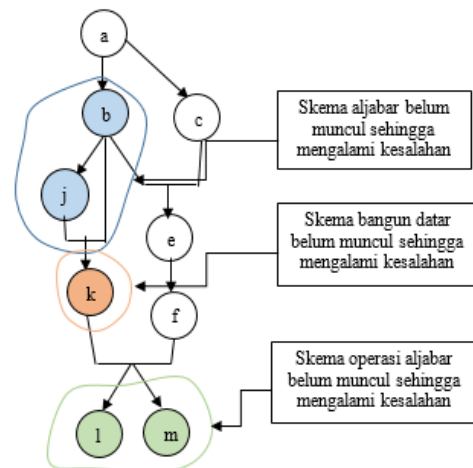 a
b
c
Skema aljabar belum
muncul sehingga
mengalami kesalahan
j
e
Skema bangun datar
belum muncul sehingga
mengalami kesalahan
k
f
Skema operasi aljabar
belum muncul sehingga
mengalami kesalahan
l
m